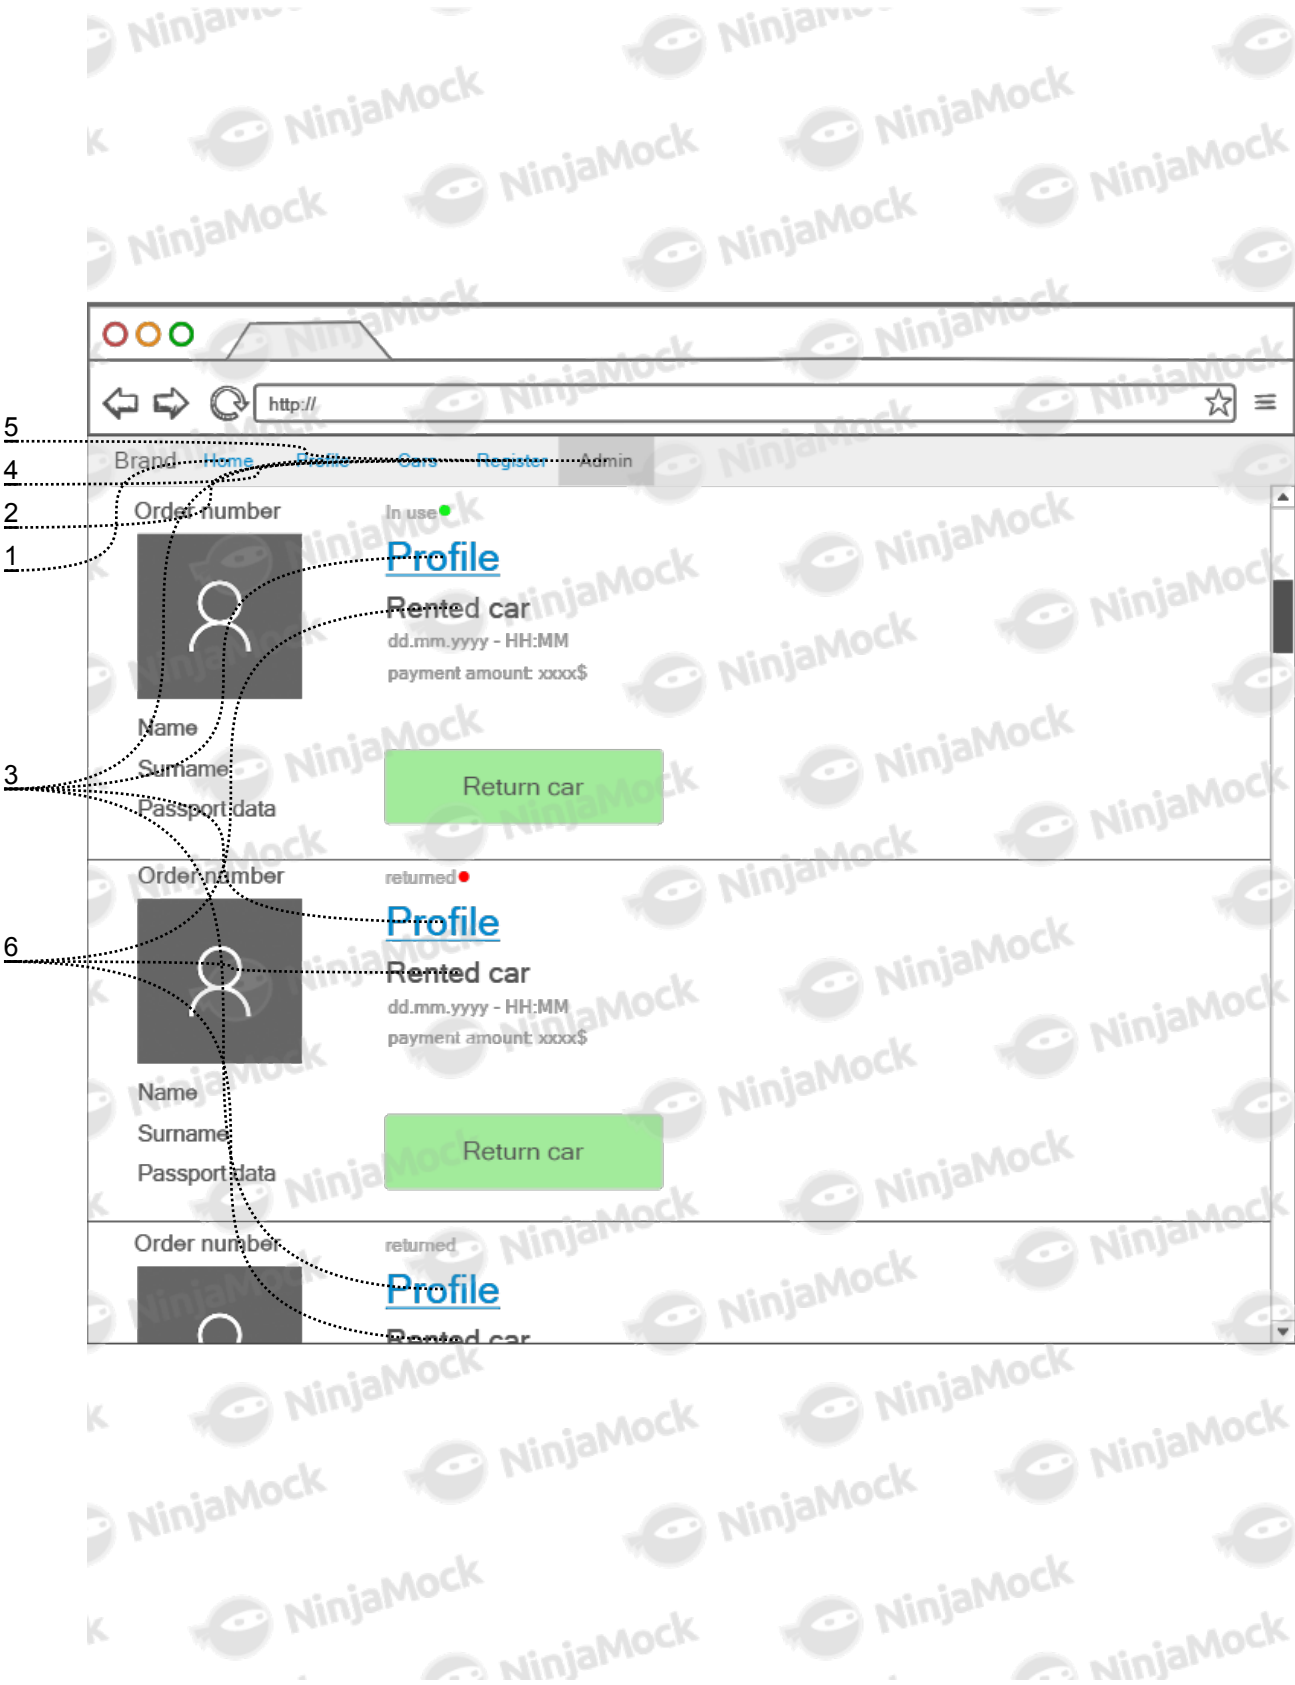 http://
Brand Home Profile Cars Register Admin
5
4
2
1
3
6
Order number
In use
Profile
Rented car
dd.mm.yyyy - HH:MM
payment amount: xxxx$
Name
Surname
Passport data
Return car
Order number
returned
Profile
Rented car
dd.mm.yyyy - HH:MM
payment amount: xxxx$
Name
Surname
Passport data
Return car
Order number
returned
Profile
Rented car
NinjaMock